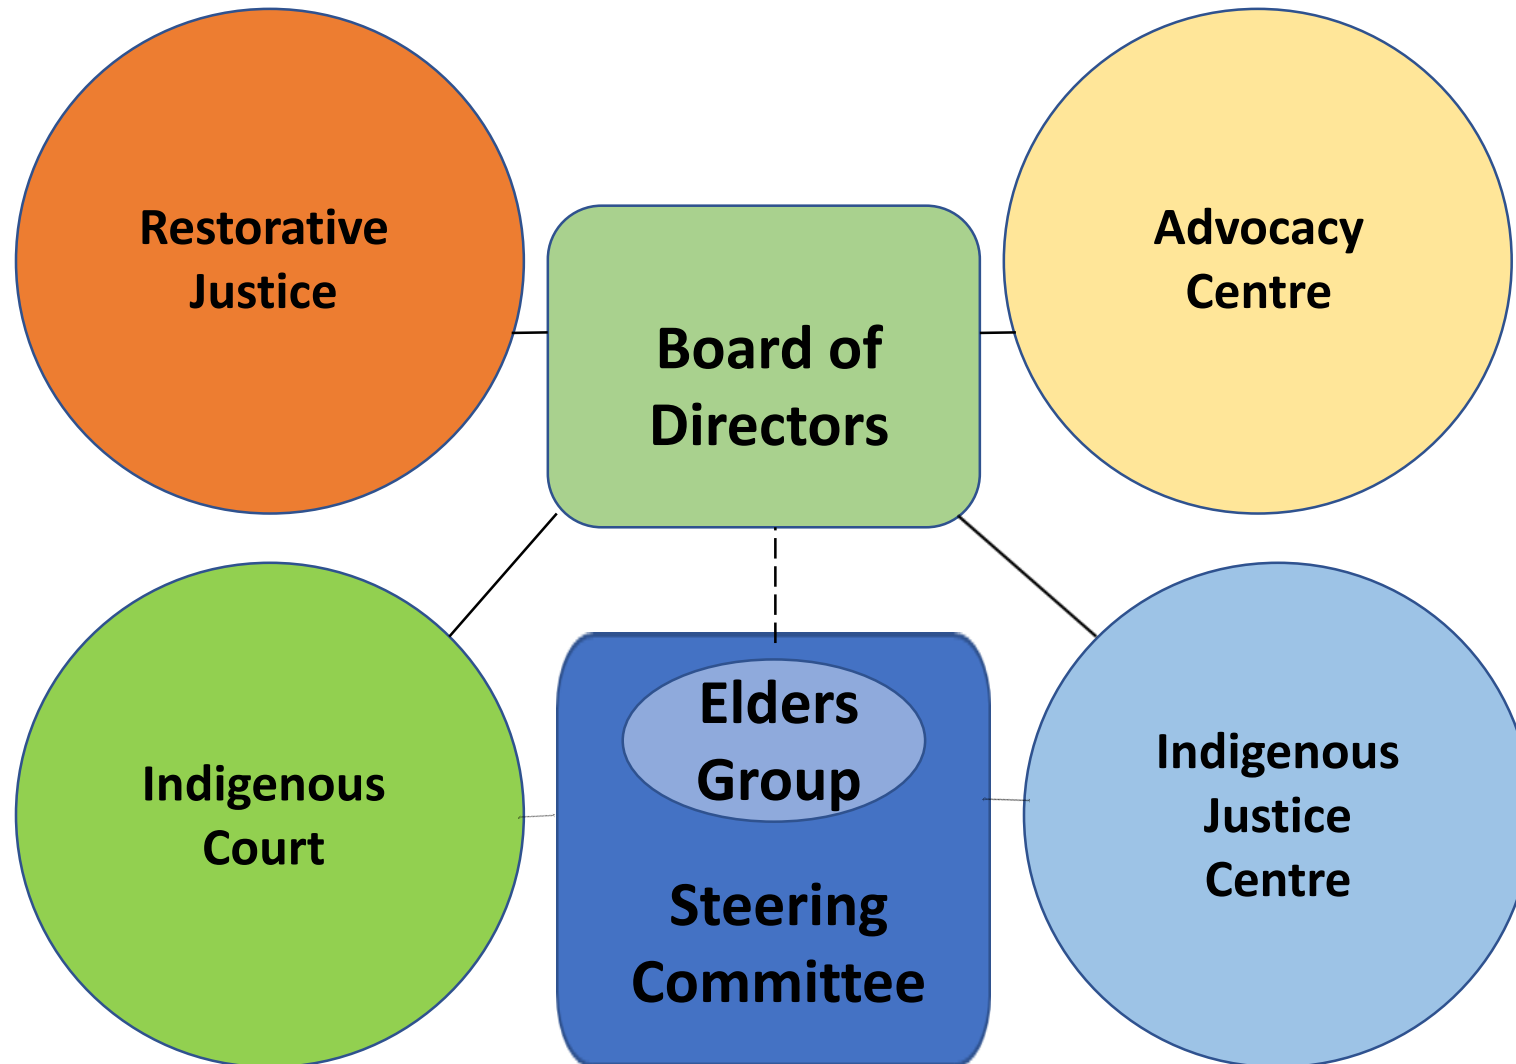 Restorative
Justice
Advocacy
Centre
Board of
Directors
Indigenous
Court
Elders
Group
Steering
Committee
Indigenous
Justice
Centre